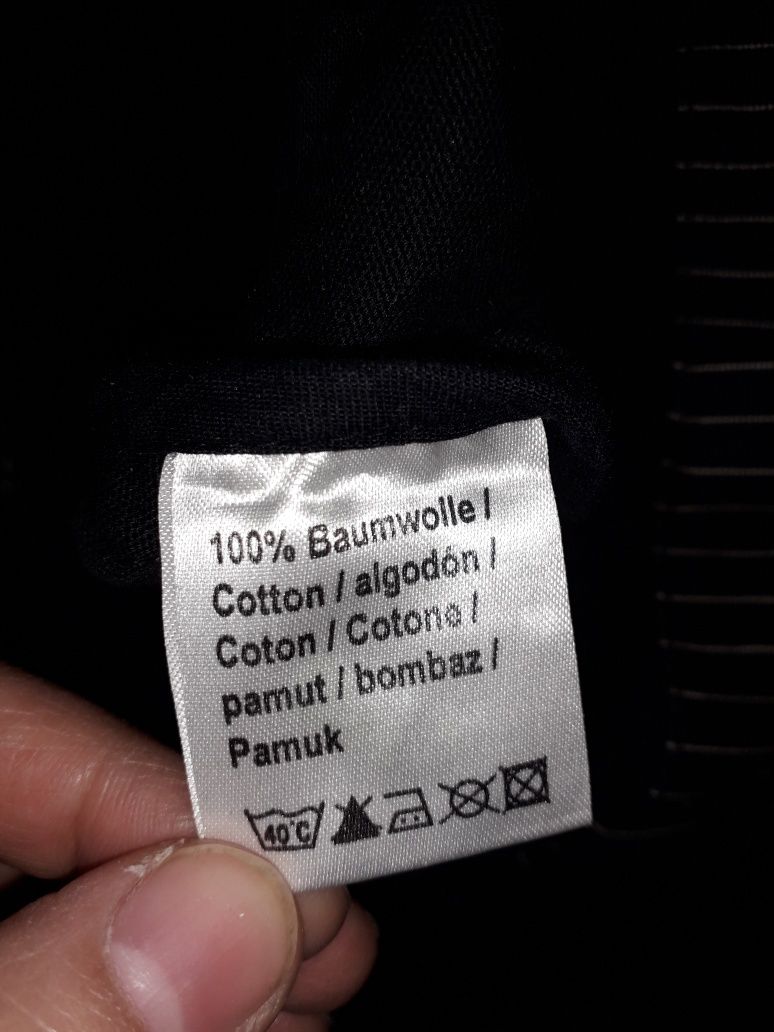 100% Baumwolle /
Cotton / algodón /
Coton / Cotone /
pamut / bombaz /
Pamuk
40°C